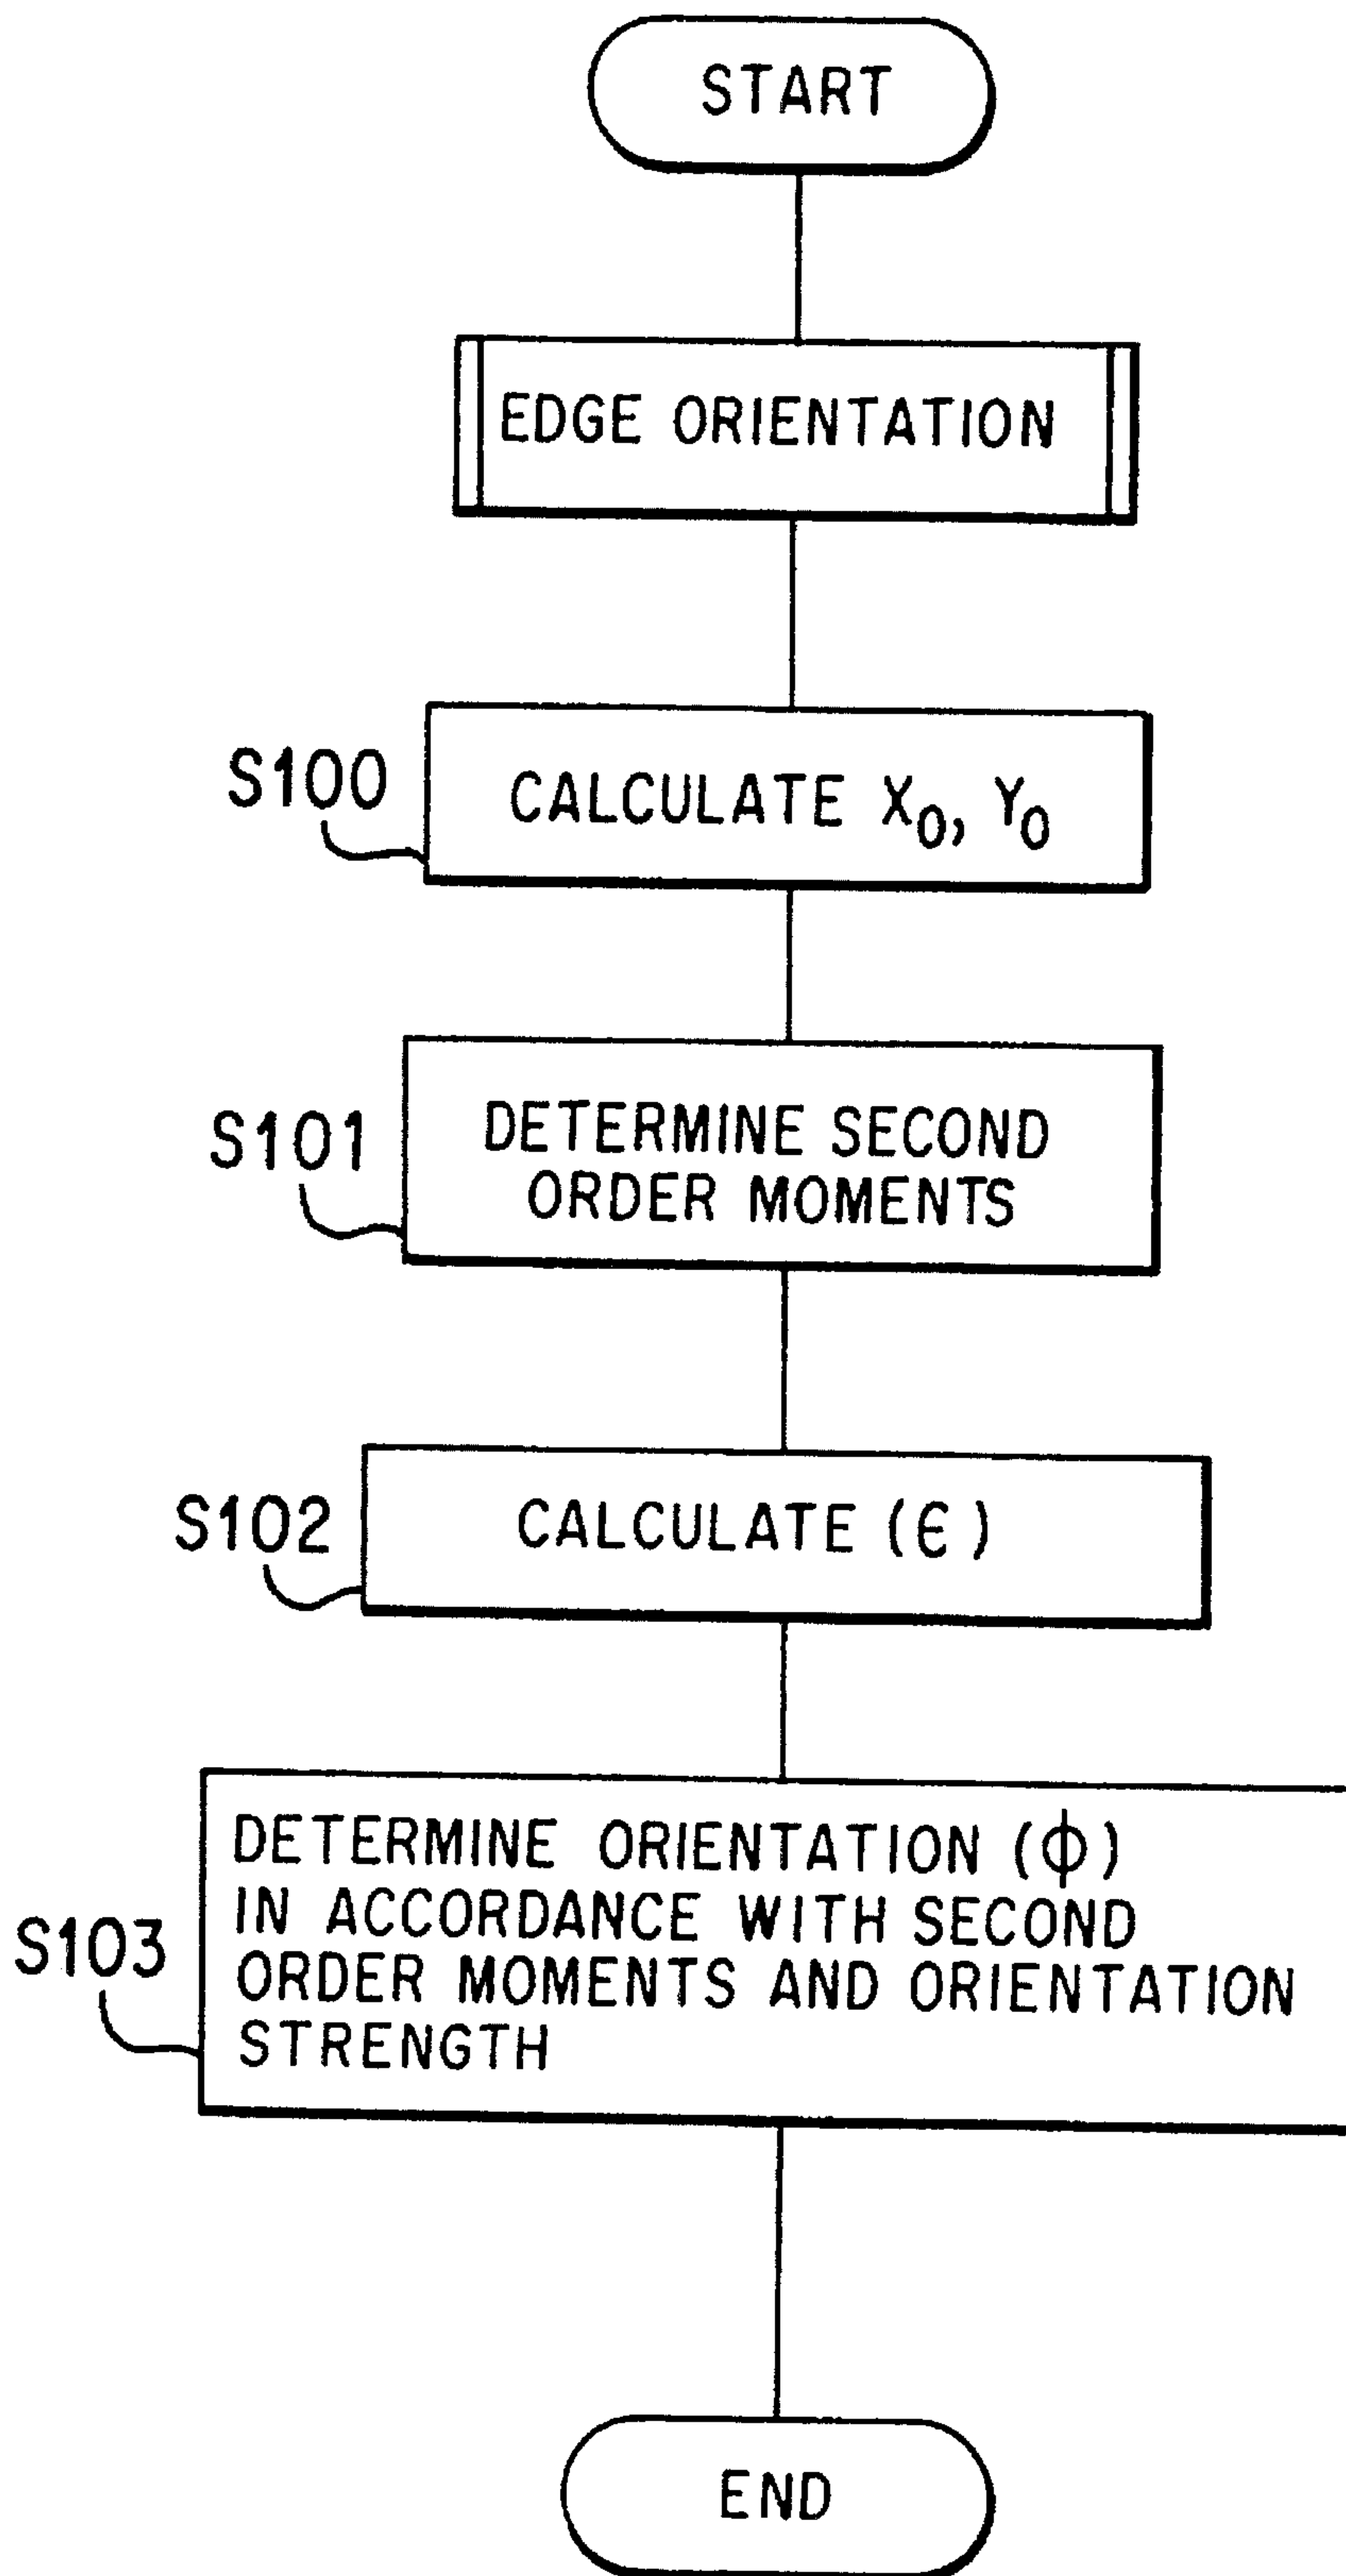 START
EDGE ORIENTATION
S100
CALCULATE X₀, Y₀
S101
DETERMINE SECOND
ORDER MOMENTS
S102
CALCULATE (ϵ)
S103
DETERMINE ORIENTATION (ϕ)
IN ACCORDANCE WITH SECOND
ORDER MOMENTS AND ORIENTATION
STRENGTH
END